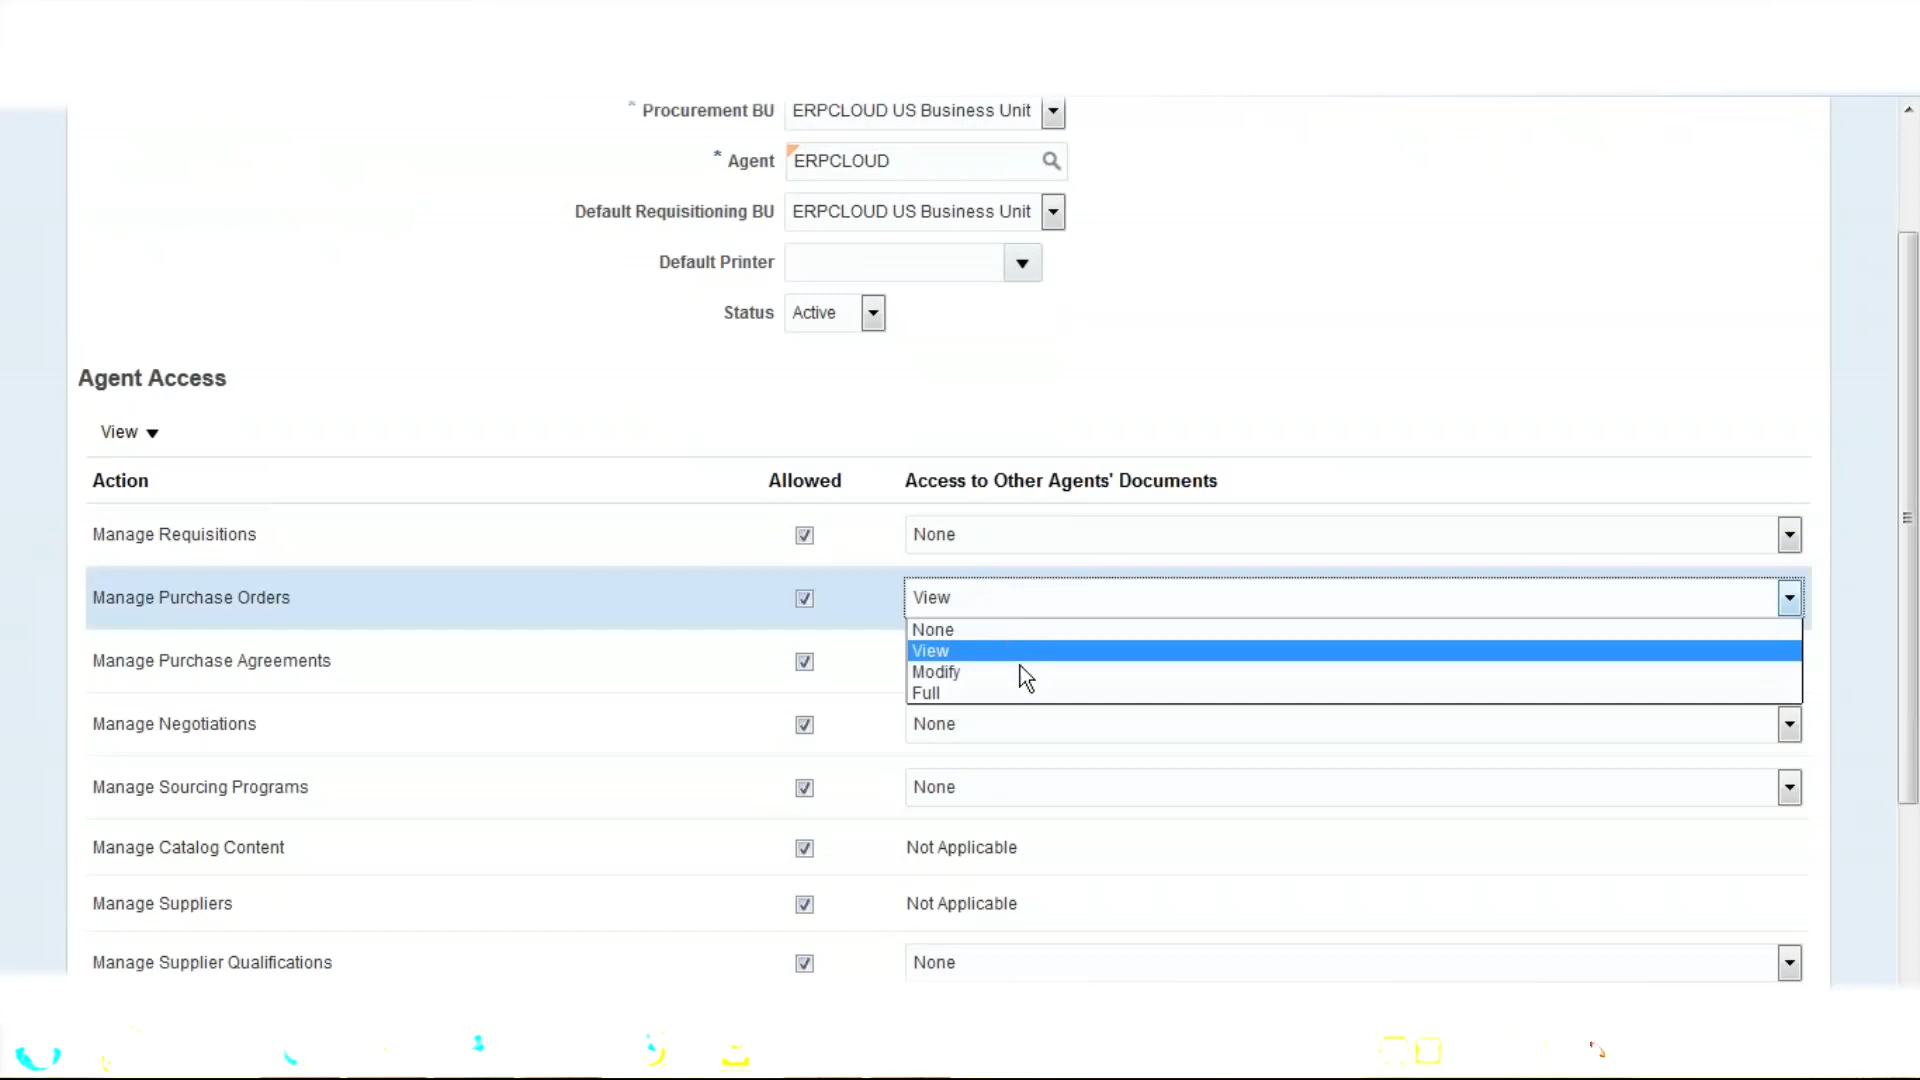 * Procurement BU ERPCLOUD US Business Unit
* Agent ERPCLOUD
Default Requisitioning BU ERPCLOUD US Business Unit
Default Printer
Status Active
Agent Access
View
Action Allowed Access to Other Agents' Documents
Manage Requisitions None
Manage Purchase Orders View
None
View
Manage Purchase Agreements
Modify
Full
Manage Negotiations None
Manage Sourcing Programs None
Manage Catalog Content Not Applicable
Manage Suppliers Not Applicable
Manage Supplier Qualifications None